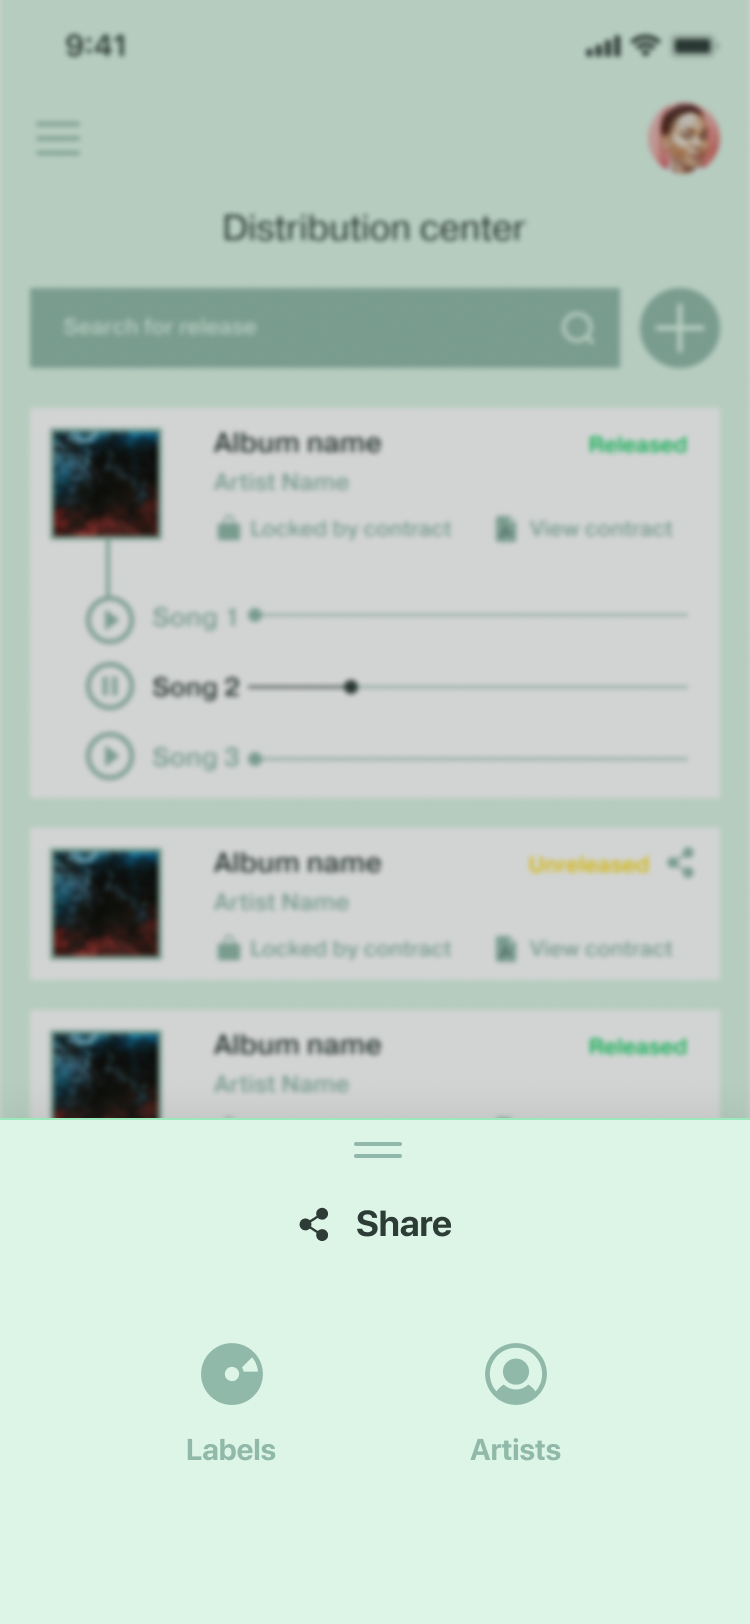 9:41
Distribution center
Search for release
Album name
Released
Artist Name
Locked by contract
View contract
Song 1
Song 2
Song 3
Album name
Unreleased
Artist Name
Locked by contract
View contract
Album name
Released
Artist Name
Share
Labels
Artists